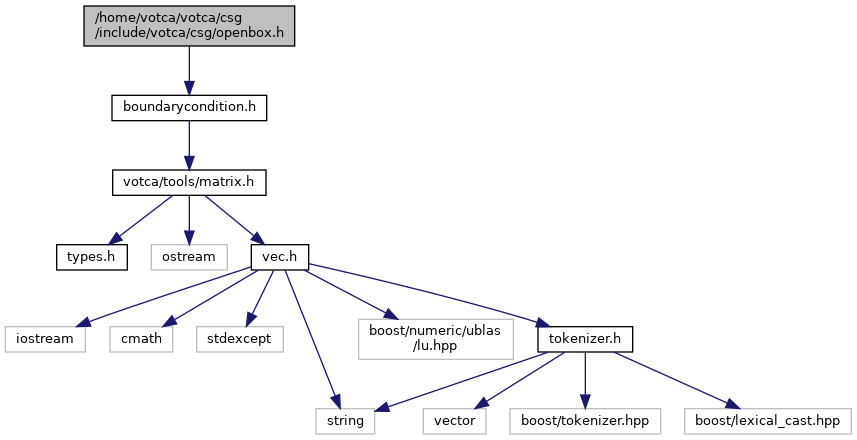 /home/votca/votca/csg
/include/votca/csg/openbox.h
boundarycondition.h
votca/tools/matrix.h
types.h
ostream
vec.h
iostream
cmath
stdexcept
boost/numeric/ublas
/lu.hpp
tokenizer.h
string
vector
boost/tokenizer.hpp
boost/lexical_cast.hpp